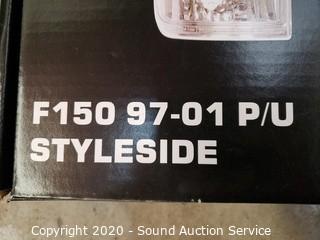 F150 97-01 P/U
STYLESIDE
Copyright 2020 - Sound Auction Service